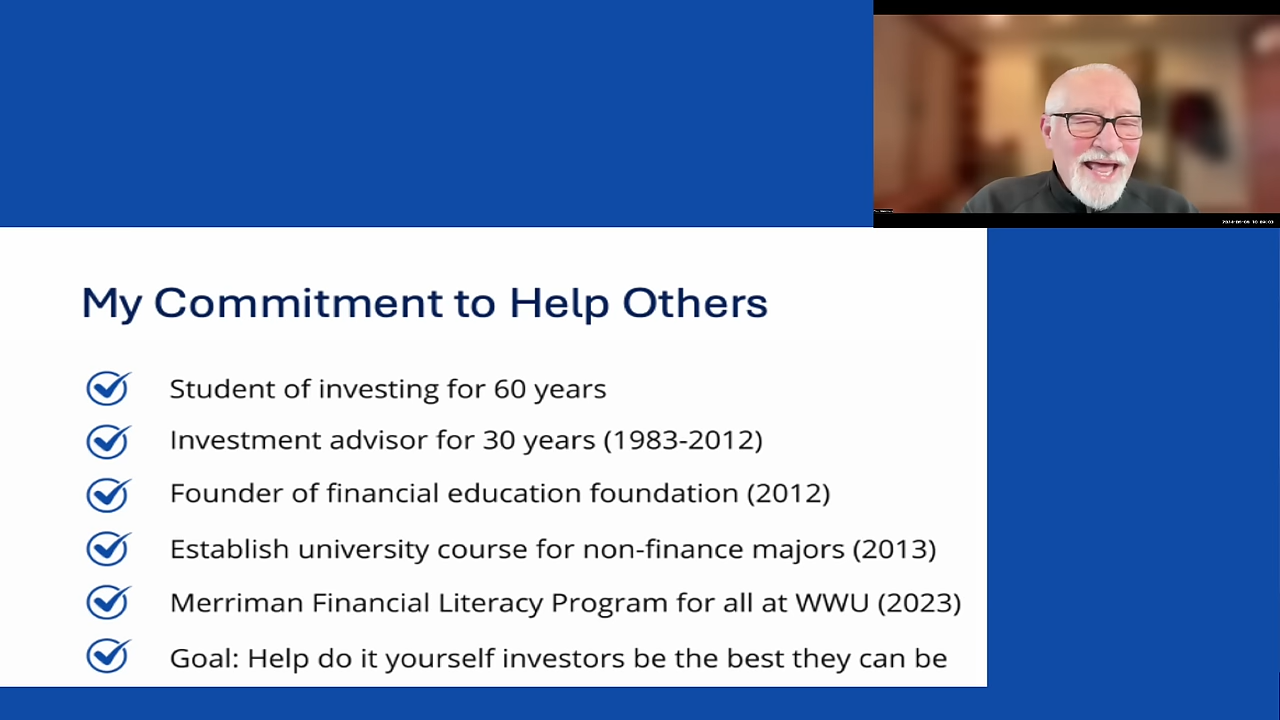 My Commitment to Help Others
Student of investing for 60 years
Investment advisor for 30 years (1983-2012)
Founder of financial education foundation (2012)
Establish university course for non-finance majors (2013)
Merriman Financial Literacy Program for all at WWU (2023)
Goal: Help do it yourself investors be the best they can be